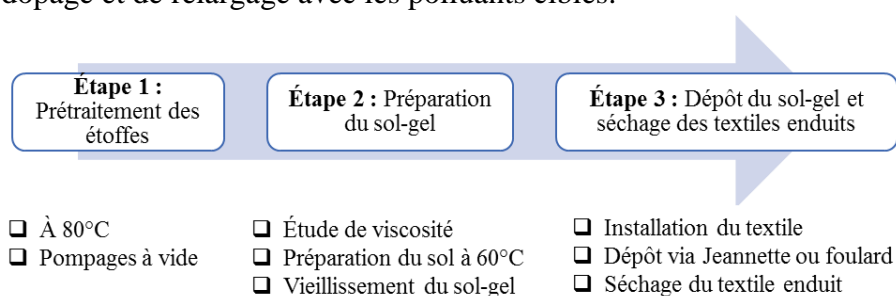 dopage et de relargage avec les polluants ciblés.
Étape 1 :
Prétraitement des
étoffes
Étape 2 : Préparation
du sol-gel
Étape 3 : Dépôt du sol-gel et
séchage des textiles enduits
❑ À 80°C
❑ Pompages à vide
❑ Étude de viscosité
❑ Préparation du sol à 60°C
❑ Vieillissement du sol-gel
❑ Installation du textile
❑ Dépôt via Jeannette ou foulard
❑ Séchage du textile enduit